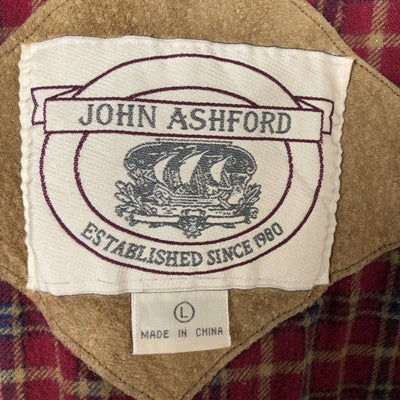 JOHN ASHFORD
ESTABLISHED SINCE 1980
L
MADE IN CHINA